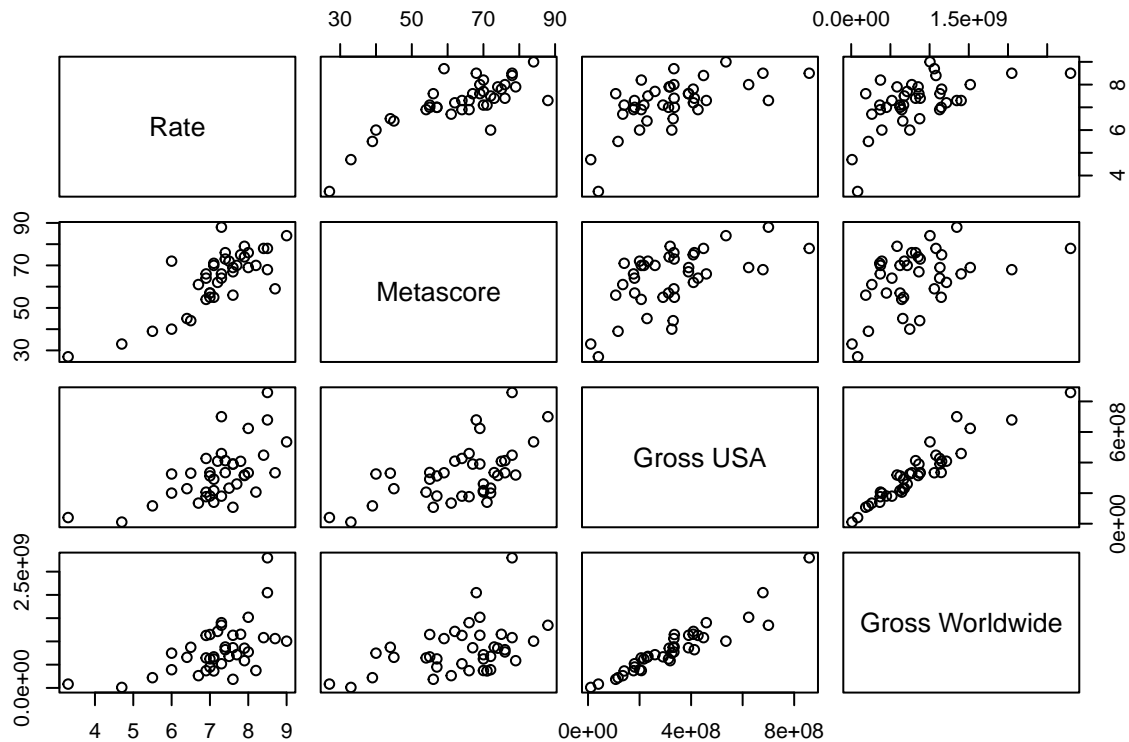 30 50 70 90
0.0e+00 1.5e+09
Rate
4 6 8
30 50 70 90
Metascore
Gross USA
0e+00 6e+08
0.0e+00 2.5e+09
Gross Worldwide
4 5 6 7 8 9
0e+00 4e+08 8e+08